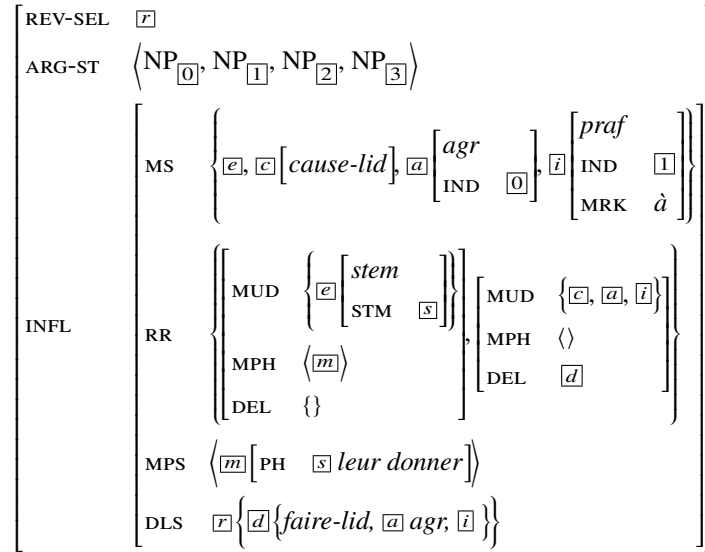 REV-SEL r
ARG-ST ⟨NP0, NP1, NP2, NP3⟩
INFL
MS {e, c[cause-lid], a[agr
IND 0], i[praf
IND 1
MRK à]}
RR {[MUD {e[stem
STM s]}
MPH ⟨m⟩
DEL {}], [MUD {c, a, i}
MPH ⟨⟩
DEL d]}
MPS ⟨m[PH s leur donner]⟩
DLS r{d{faire-lid, a agr, i}}